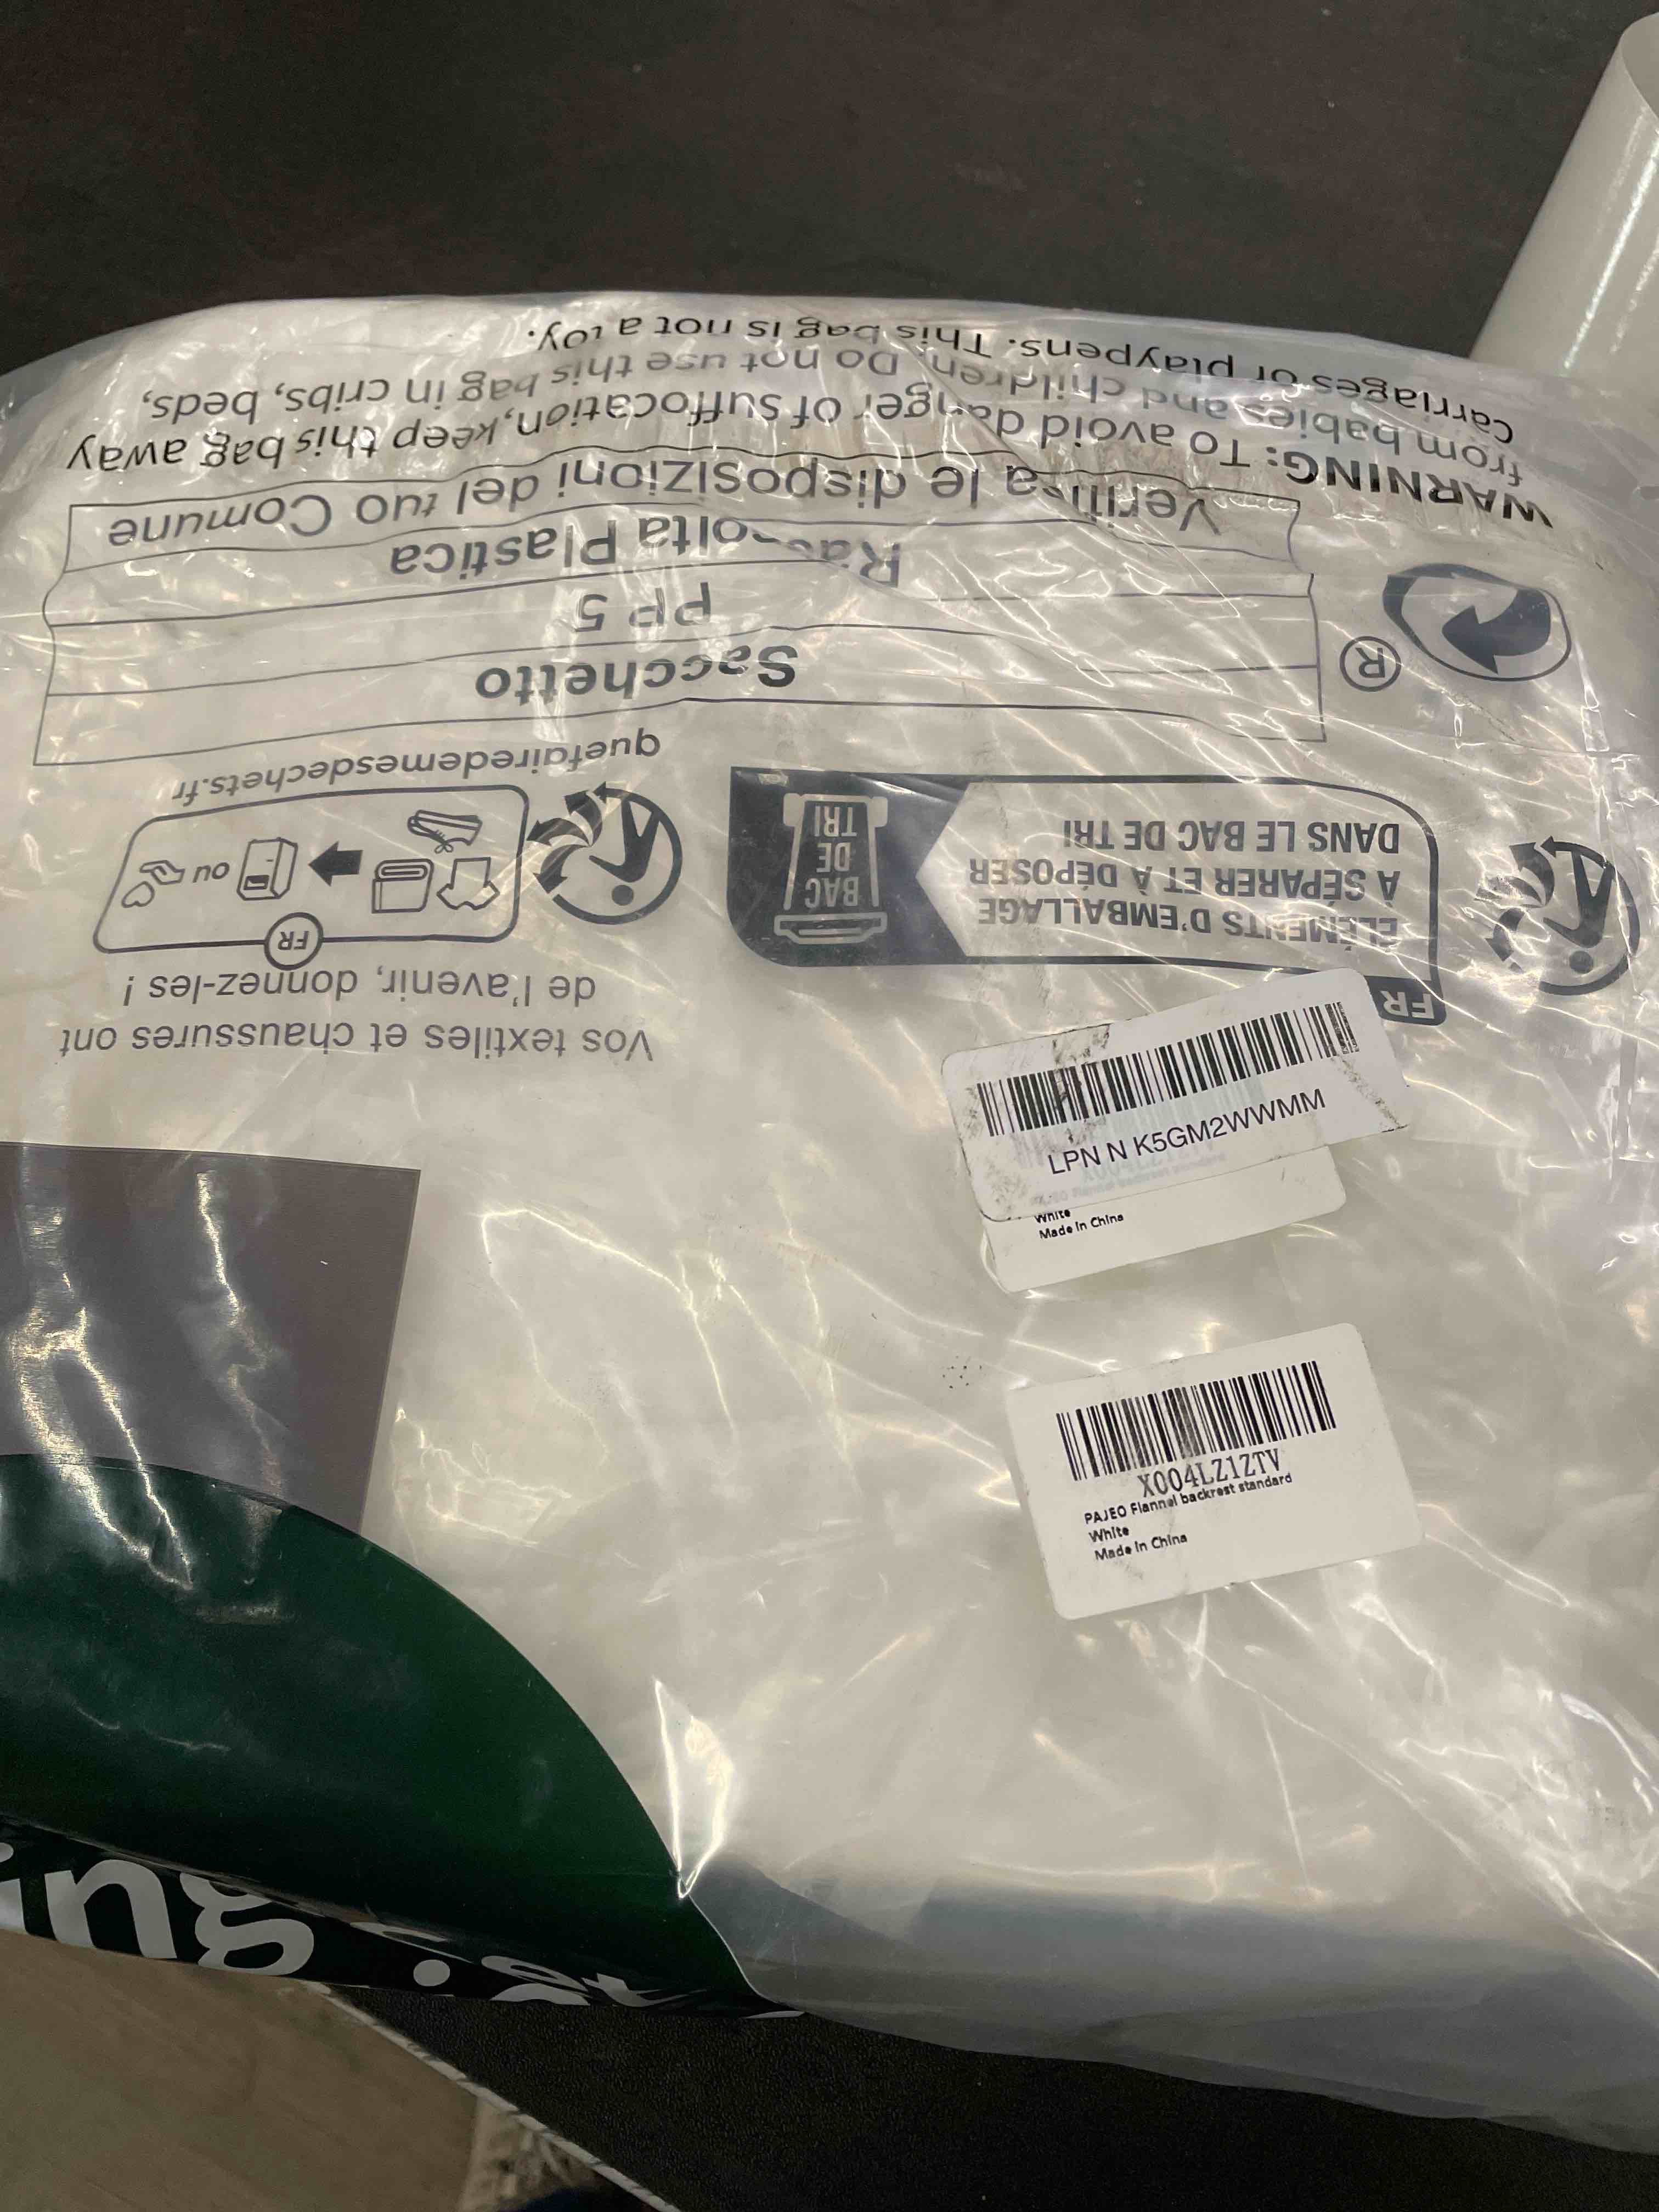 WARNING: To avoid danger of suffocation, keep this bag away
from babies and children. Do not use this bag in cribs, beds,
carriages or playpens. This bag is not a toy.
Verifica le disposizioni del tuo Comune
Raccolta Plastica
PP 5
Sacchetto
®
quefairedemesdechets.fr
ou
FR
de l'avenir, donnez-les !
Vos textiles et chaussures ont
FR
ÉLÉMENTS D'EMBALLAGE
À SÉPARER ET À DÉPOSER
DANS LE BAC DE TRI
BAC
DE
TRI
LPN N K5GM2WWMM
White
Made in China
X004LZ1ZTV
PAJEO Flannel backrest standard
White
Made in China
ing